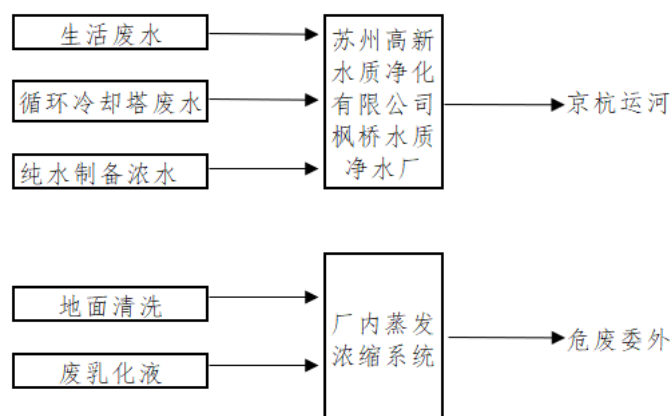 生活废水
循环冷却塔废水
纯水制备浓水
苏州高新
水质净化
有限公司
枫桥水质
净水厂
京杭运河
地面清洗
废乳化液
厂内蒸发
浓缩系统
危废委外